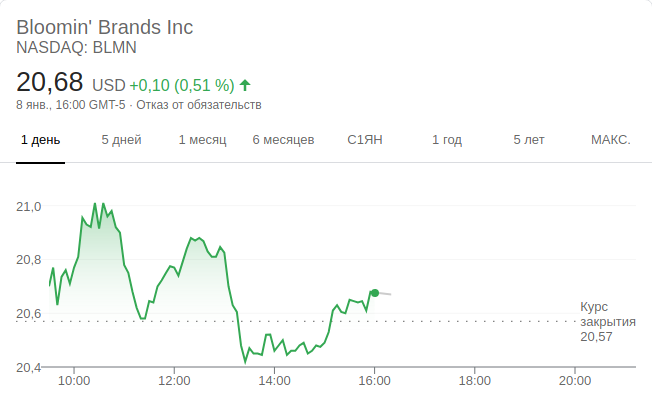 Bloomin' Brands Inc
NASDAQ: BLMN
20,68 USD +0,10 (0,51 %) ↑
8 янв., 16:00 GMT-5 · Отказ от обязательств
1 день 5 дней 1 месяц 6 месяцев С1ЯН 1 год 5 лет МАКС.
21,0
20,8
20,6
20,4
Курс
закрытия
20,57
10:00 12:00 14:00 16:00 18:00 20:00